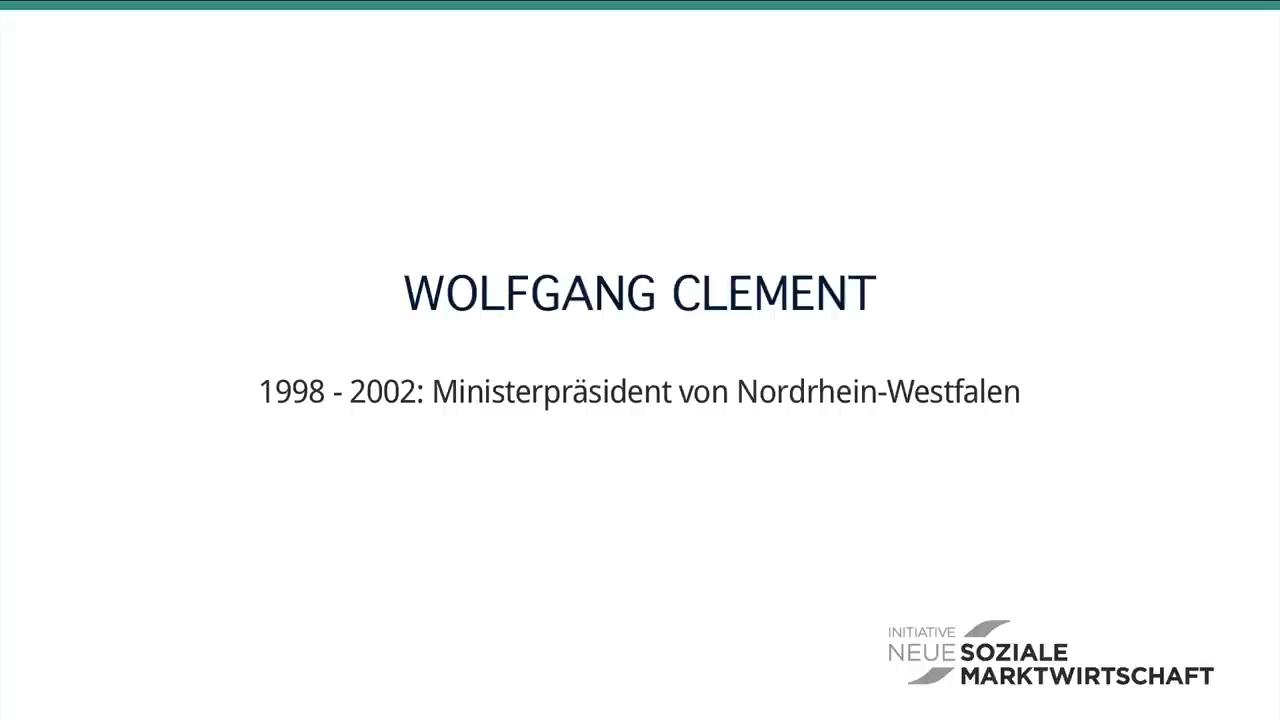 WOLFGANG CLEMENT
1998 - 2002: Ministerpräsident von Nordrhein-Westfalen
INITIATIVE
NEUE SOZIALE
MARKTWIRTSCHAFT